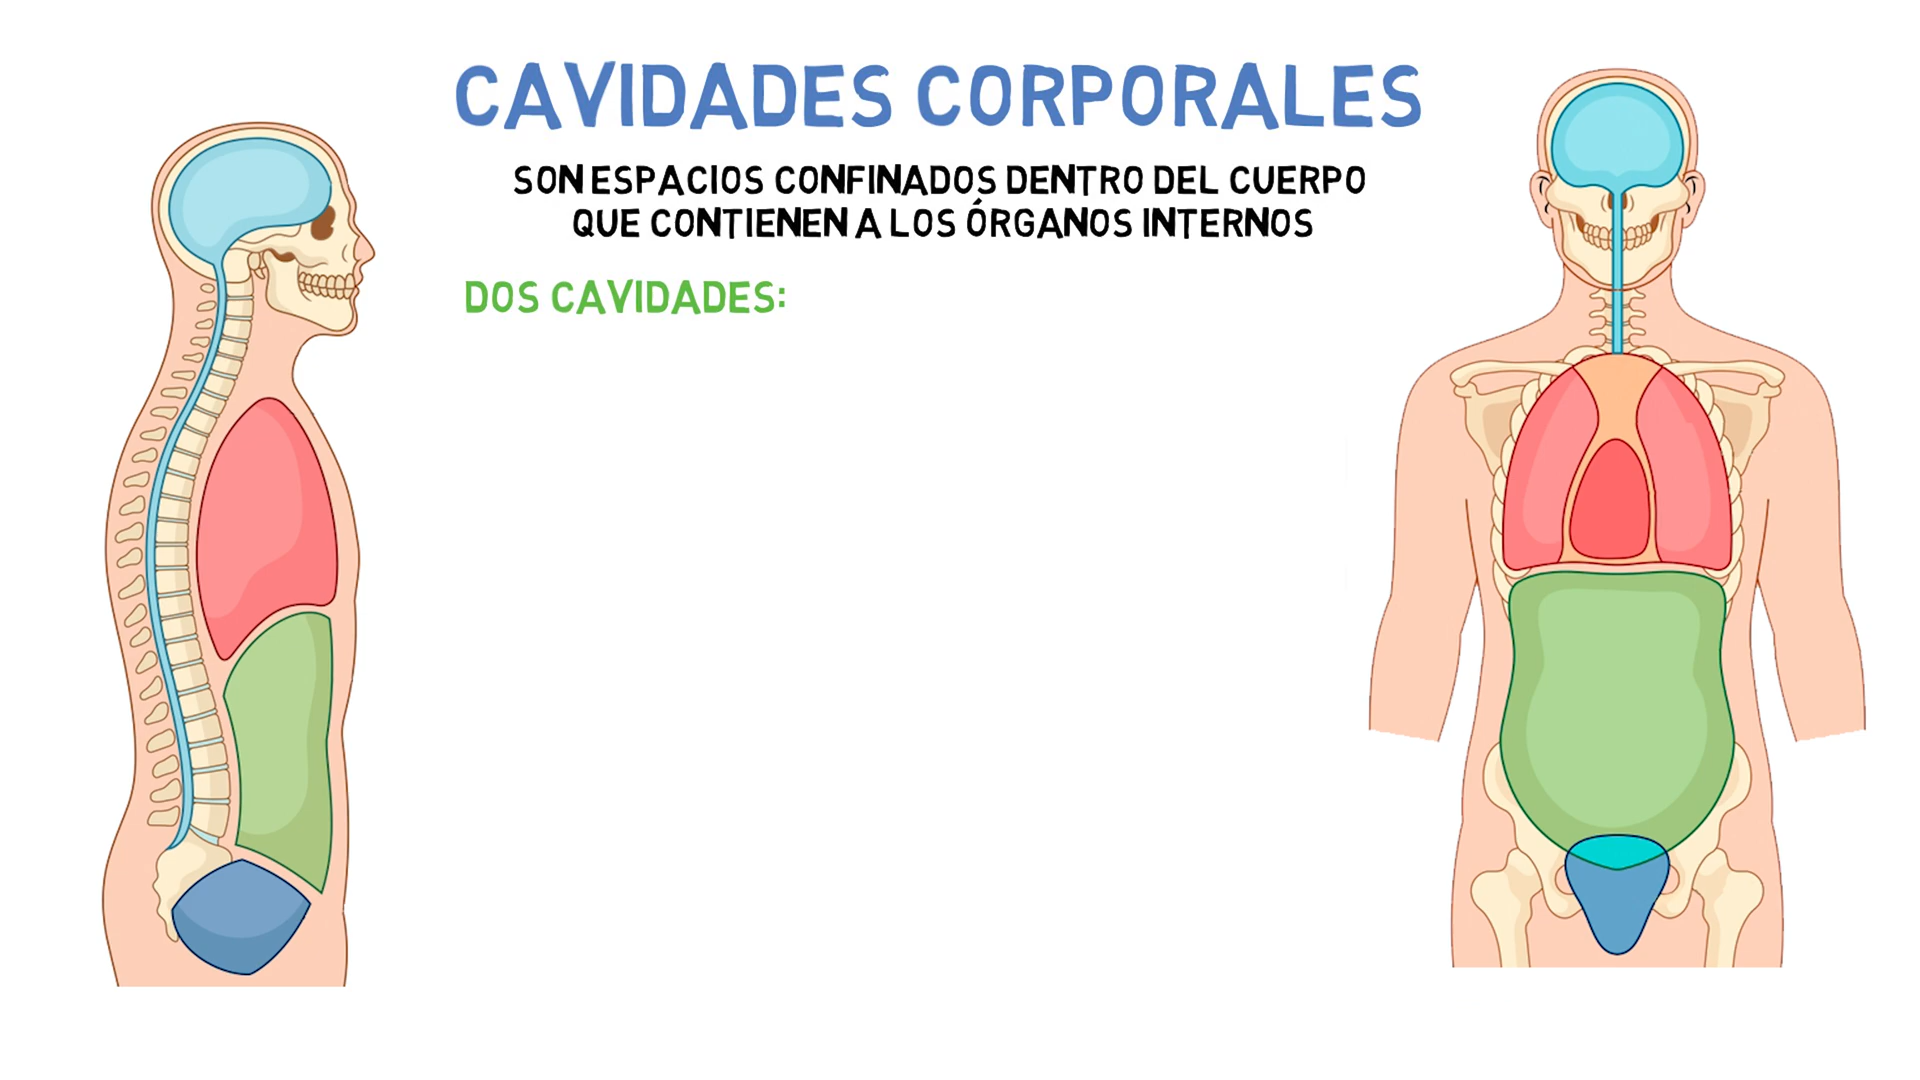 CAVIDADES CORPORALES
SON ESPACIOS CONFINADOS DENTRO DEL CUERPO
QUE CONTIENEN A LOS ÓRGANOS INTERNOS
DOS CAVIDADES: